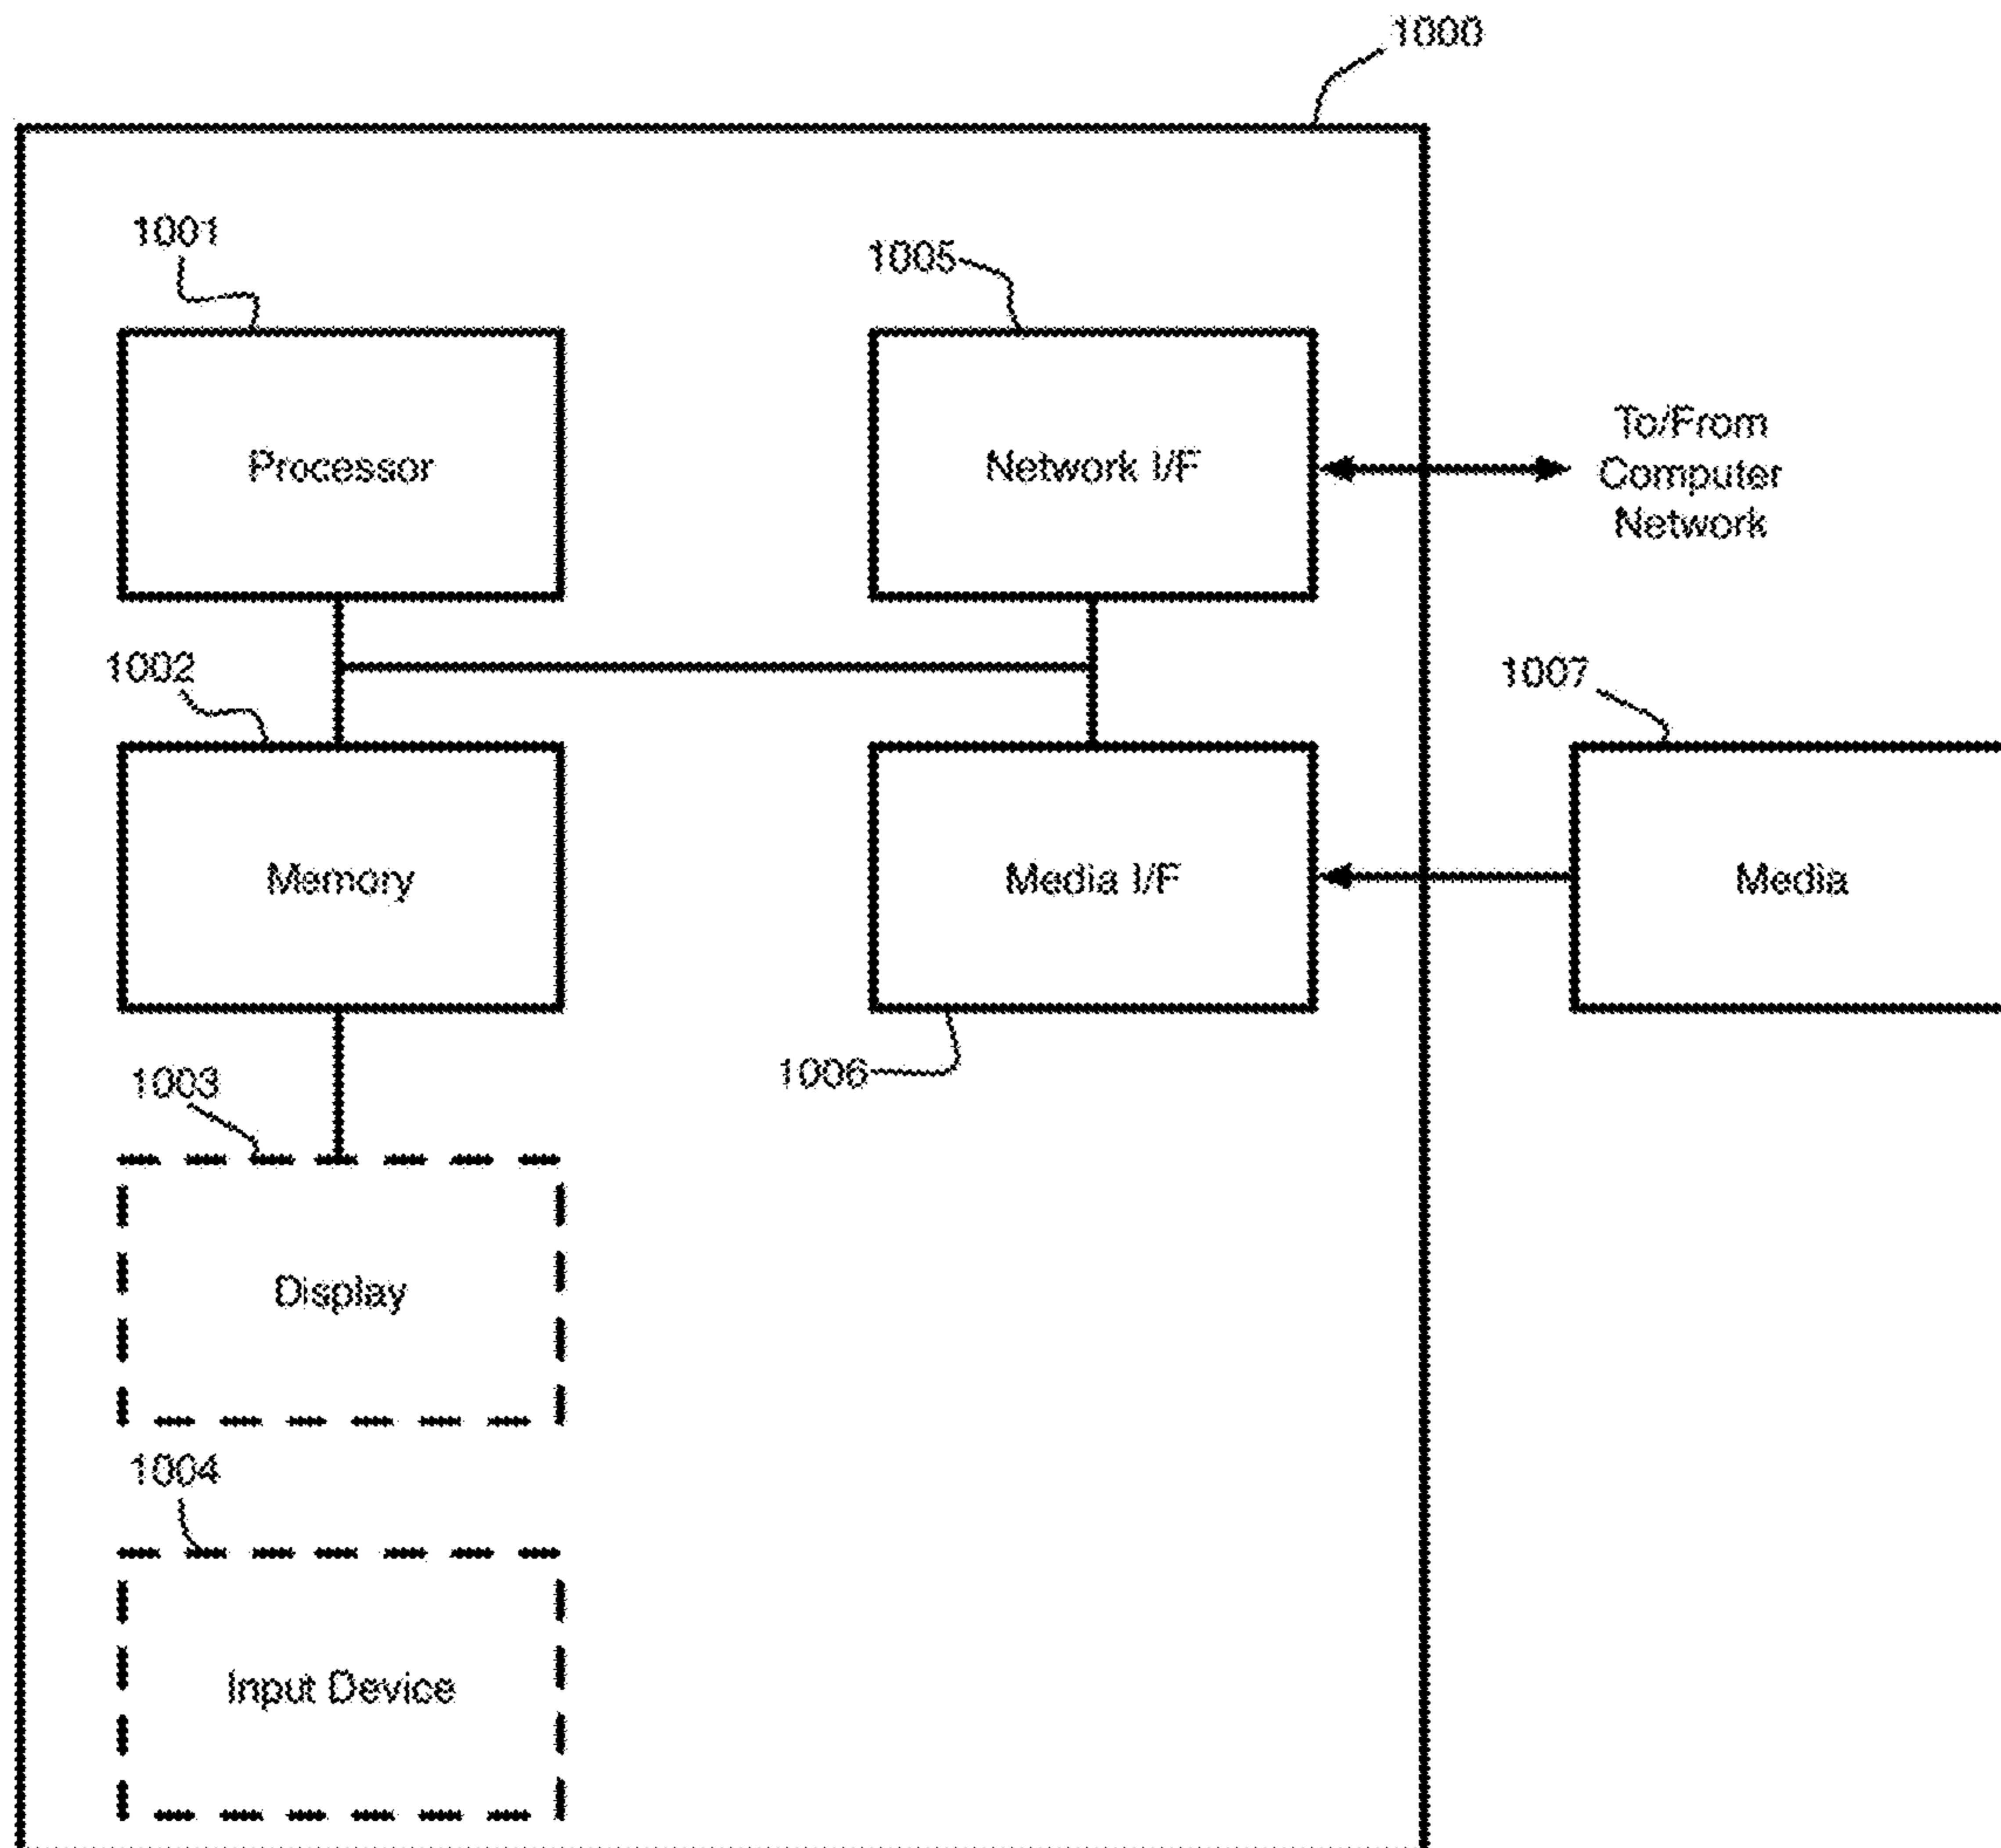 1000
1001
1005
Processor
Network I/F
To/From
Computer
Network
1002
1007
Memory
Media I/F
Media
1003
1006
Display
1004
Input Device